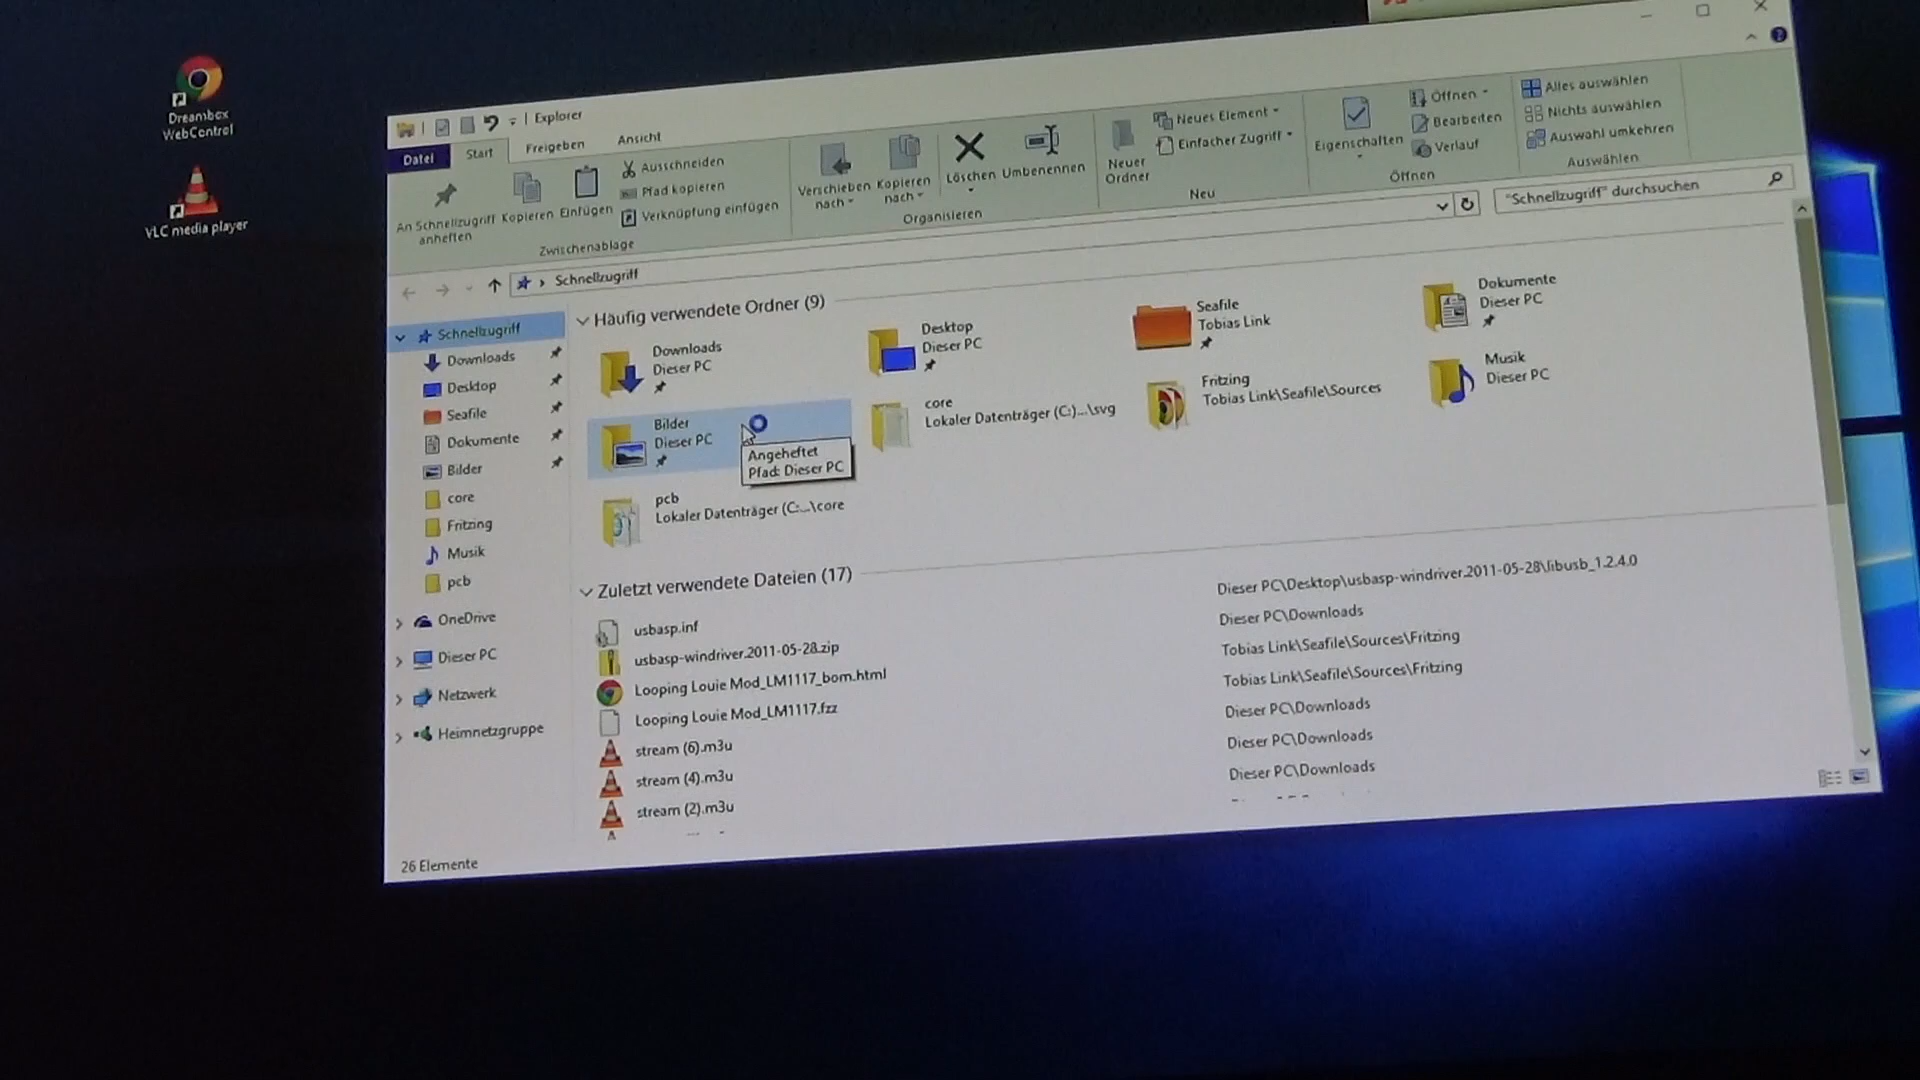 Dreambox
WebControl
VLC media player
Explorer
Datei
Start
Freigeben
Ansicht
An Schnellzugriff
anheften
Kopieren
Einfügen
Ausschneiden
Pfad kopieren
Verknüpfung einfügen
Zwischenablage
Verschieben
nach
Kopieren
nach
Löschen
Umbenennen
Organisieren
Neuer
Ordner
Neues Element
Einfacher Zugriff
Neu
Eigenschaften
Öffnen
Bearbeiten
Verlauf
Öffnen
Alles auswählen
Nichts auswählen
Auswahl umkehren
Auswählen
Schnellzugriff
"Schnellzugriff" durchsuchen
Schnellzugriff
Downloads
Desktop
Seafile
Dokumente
Bilder
core
Fritzing
Musik
pcb
OneDrive
Dieser PC
Netzwerk
Heimnetzgruppe
Häufig verwendete Ordner (9)
Downloads
Dieser PC
Desktop
Dieser PC
Seafile
Tobias Link
Dokumente
Dieser PC
Bilder
Dieser PC
Angeheftet
Pfad: Dieser PC
core
Lokaler Datenträger (C:)...\svg
Fritzing
Tobias Link\Seafile\Sources
Musik
Dieser PC
pcb
Lokaler Datenträger (C:...\core
Zuletzt verwendete Dateien (17)
usbasp.inf
Dieser PC\Desktop\usbasp-windriver.2011-05-28\libusb_1.2.4.0
usbasp-windriver.2011-05-28.zip
Dieser PC\Downloads
Looping Louie Mod_LM1117_bom.html
Tobias Link\Seafile\Sources\Fritzing
Looping Louie Mod_LM1117.fzz
Tobias Link\Seafile\Sources\Fritzing
stream (6).m3u
Dieser PC\Downloads
stream (4).m3u
Dieser PC\Downloads
stream (2).m3u
Dieser PC\Downloads
26 Elemente